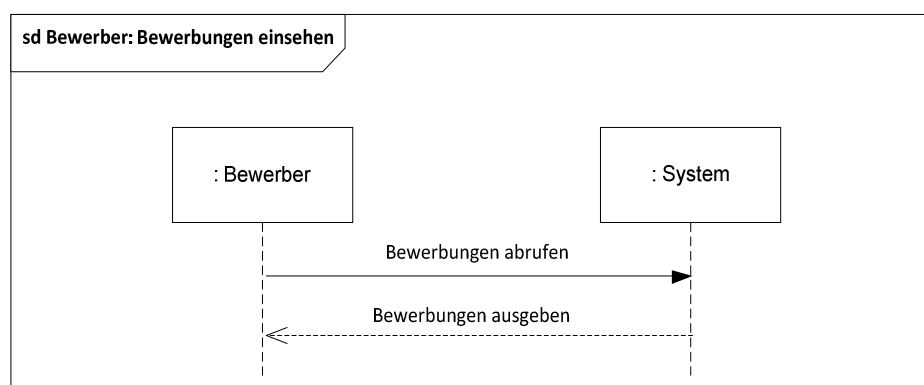 sd Bewerber: Bewerbungen einsehen
: Bewerber
: System
Bewerbungen abrufen
Bewerbungen ausgeben